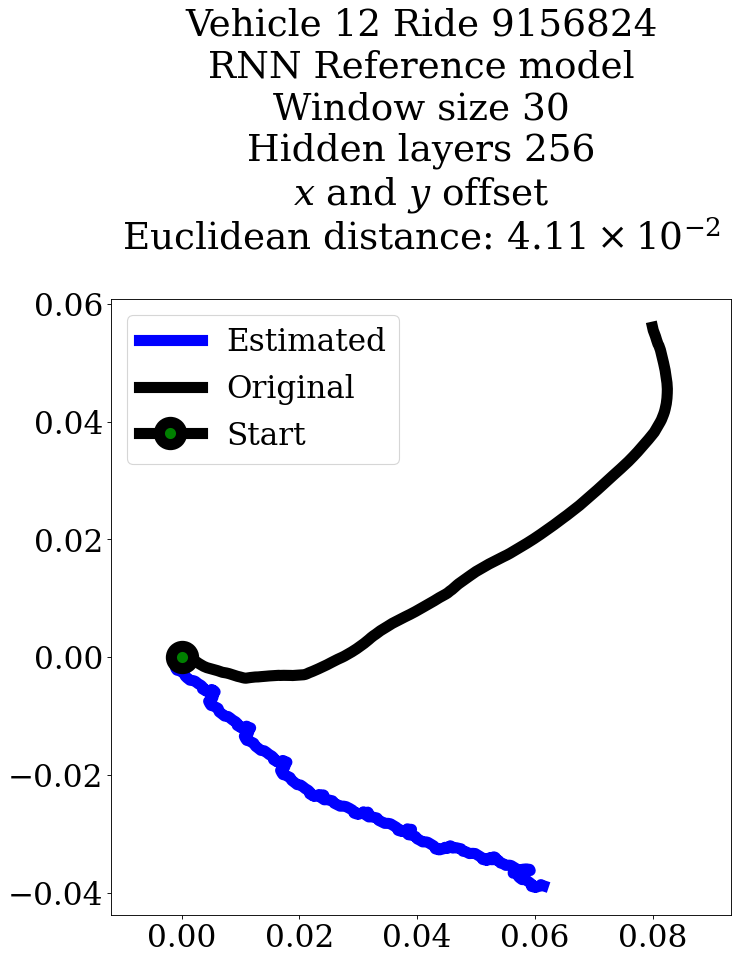 Vehicle 12 Ride 9156824
RNN Reference model
Window size 30
Hidden layers 256
x and y offset
Euclidean distance: 4.11 × 10⁻²
Estimated
Original
Start
0.06
0.04
0.02
0.00
−0.02
−0.04
0.00 0.02 0.04 0.06 0.08